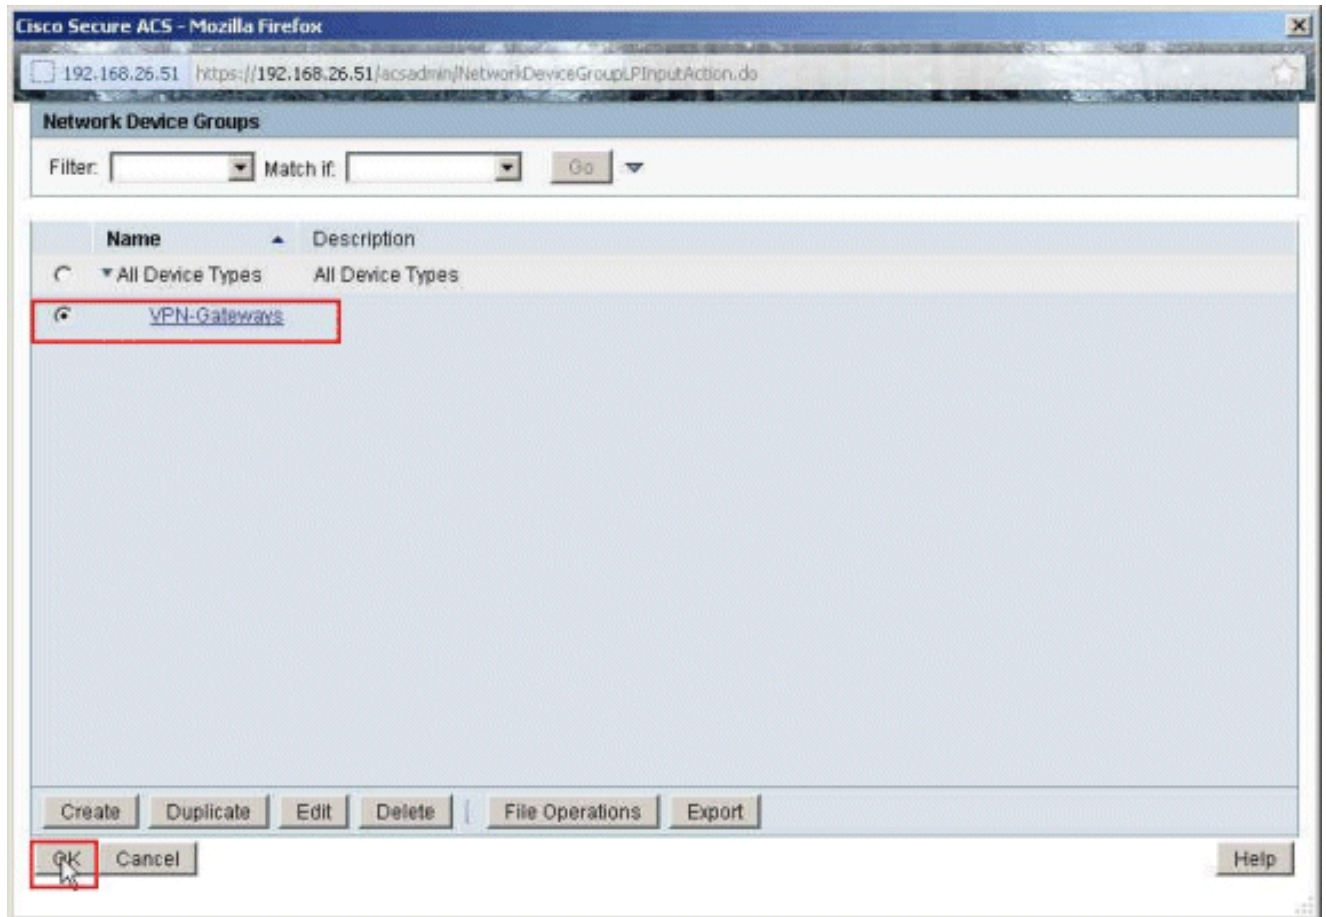 Cisco Secure ACS - Mozilla Firefox
192.168.26.51 https://192.168.26.51/acsadmin/NetworkDeviceGroupLPInputAction.do
Network Device Groups
Filter: Match if: Go
Name Description
All Device Types All Device Types
VPN-Gateways
Create Duplicate Edit Delete File Operations Export
OK Cancel Help